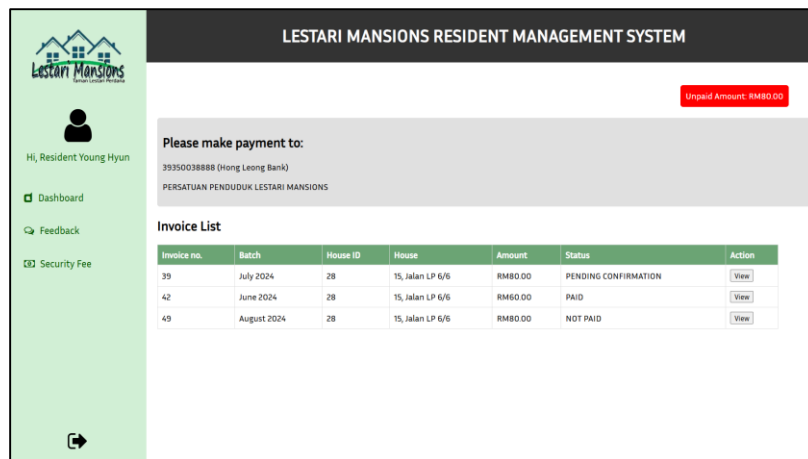 LESTARI MANSIONS RESIDENT MANAGEMENT SYSTEM
Lestari Mansions
Taman Lestari Perdana
Unpaid Amount: RM80.00
Hi, Resident Young Hyun
Dashboard
Feedback
Security Fee
Please make payment to:
39350038888 (Hong Leong Bank)
PERSATUAN PENDUDUK LESTARI MANSIONS
Invoice List
Invoice no. Batch House ID House Amount Status Action
39 July 2024 28 15, Jalan LP 6/6 RM80.00 PENDING CONFIRMATION View
42 June 2024 28 15, Jalan LP 6/6 RM60.00 PAID View
49 August 2024 28 15, Jalan LP 6/6 RM80.00 NOT PAID View